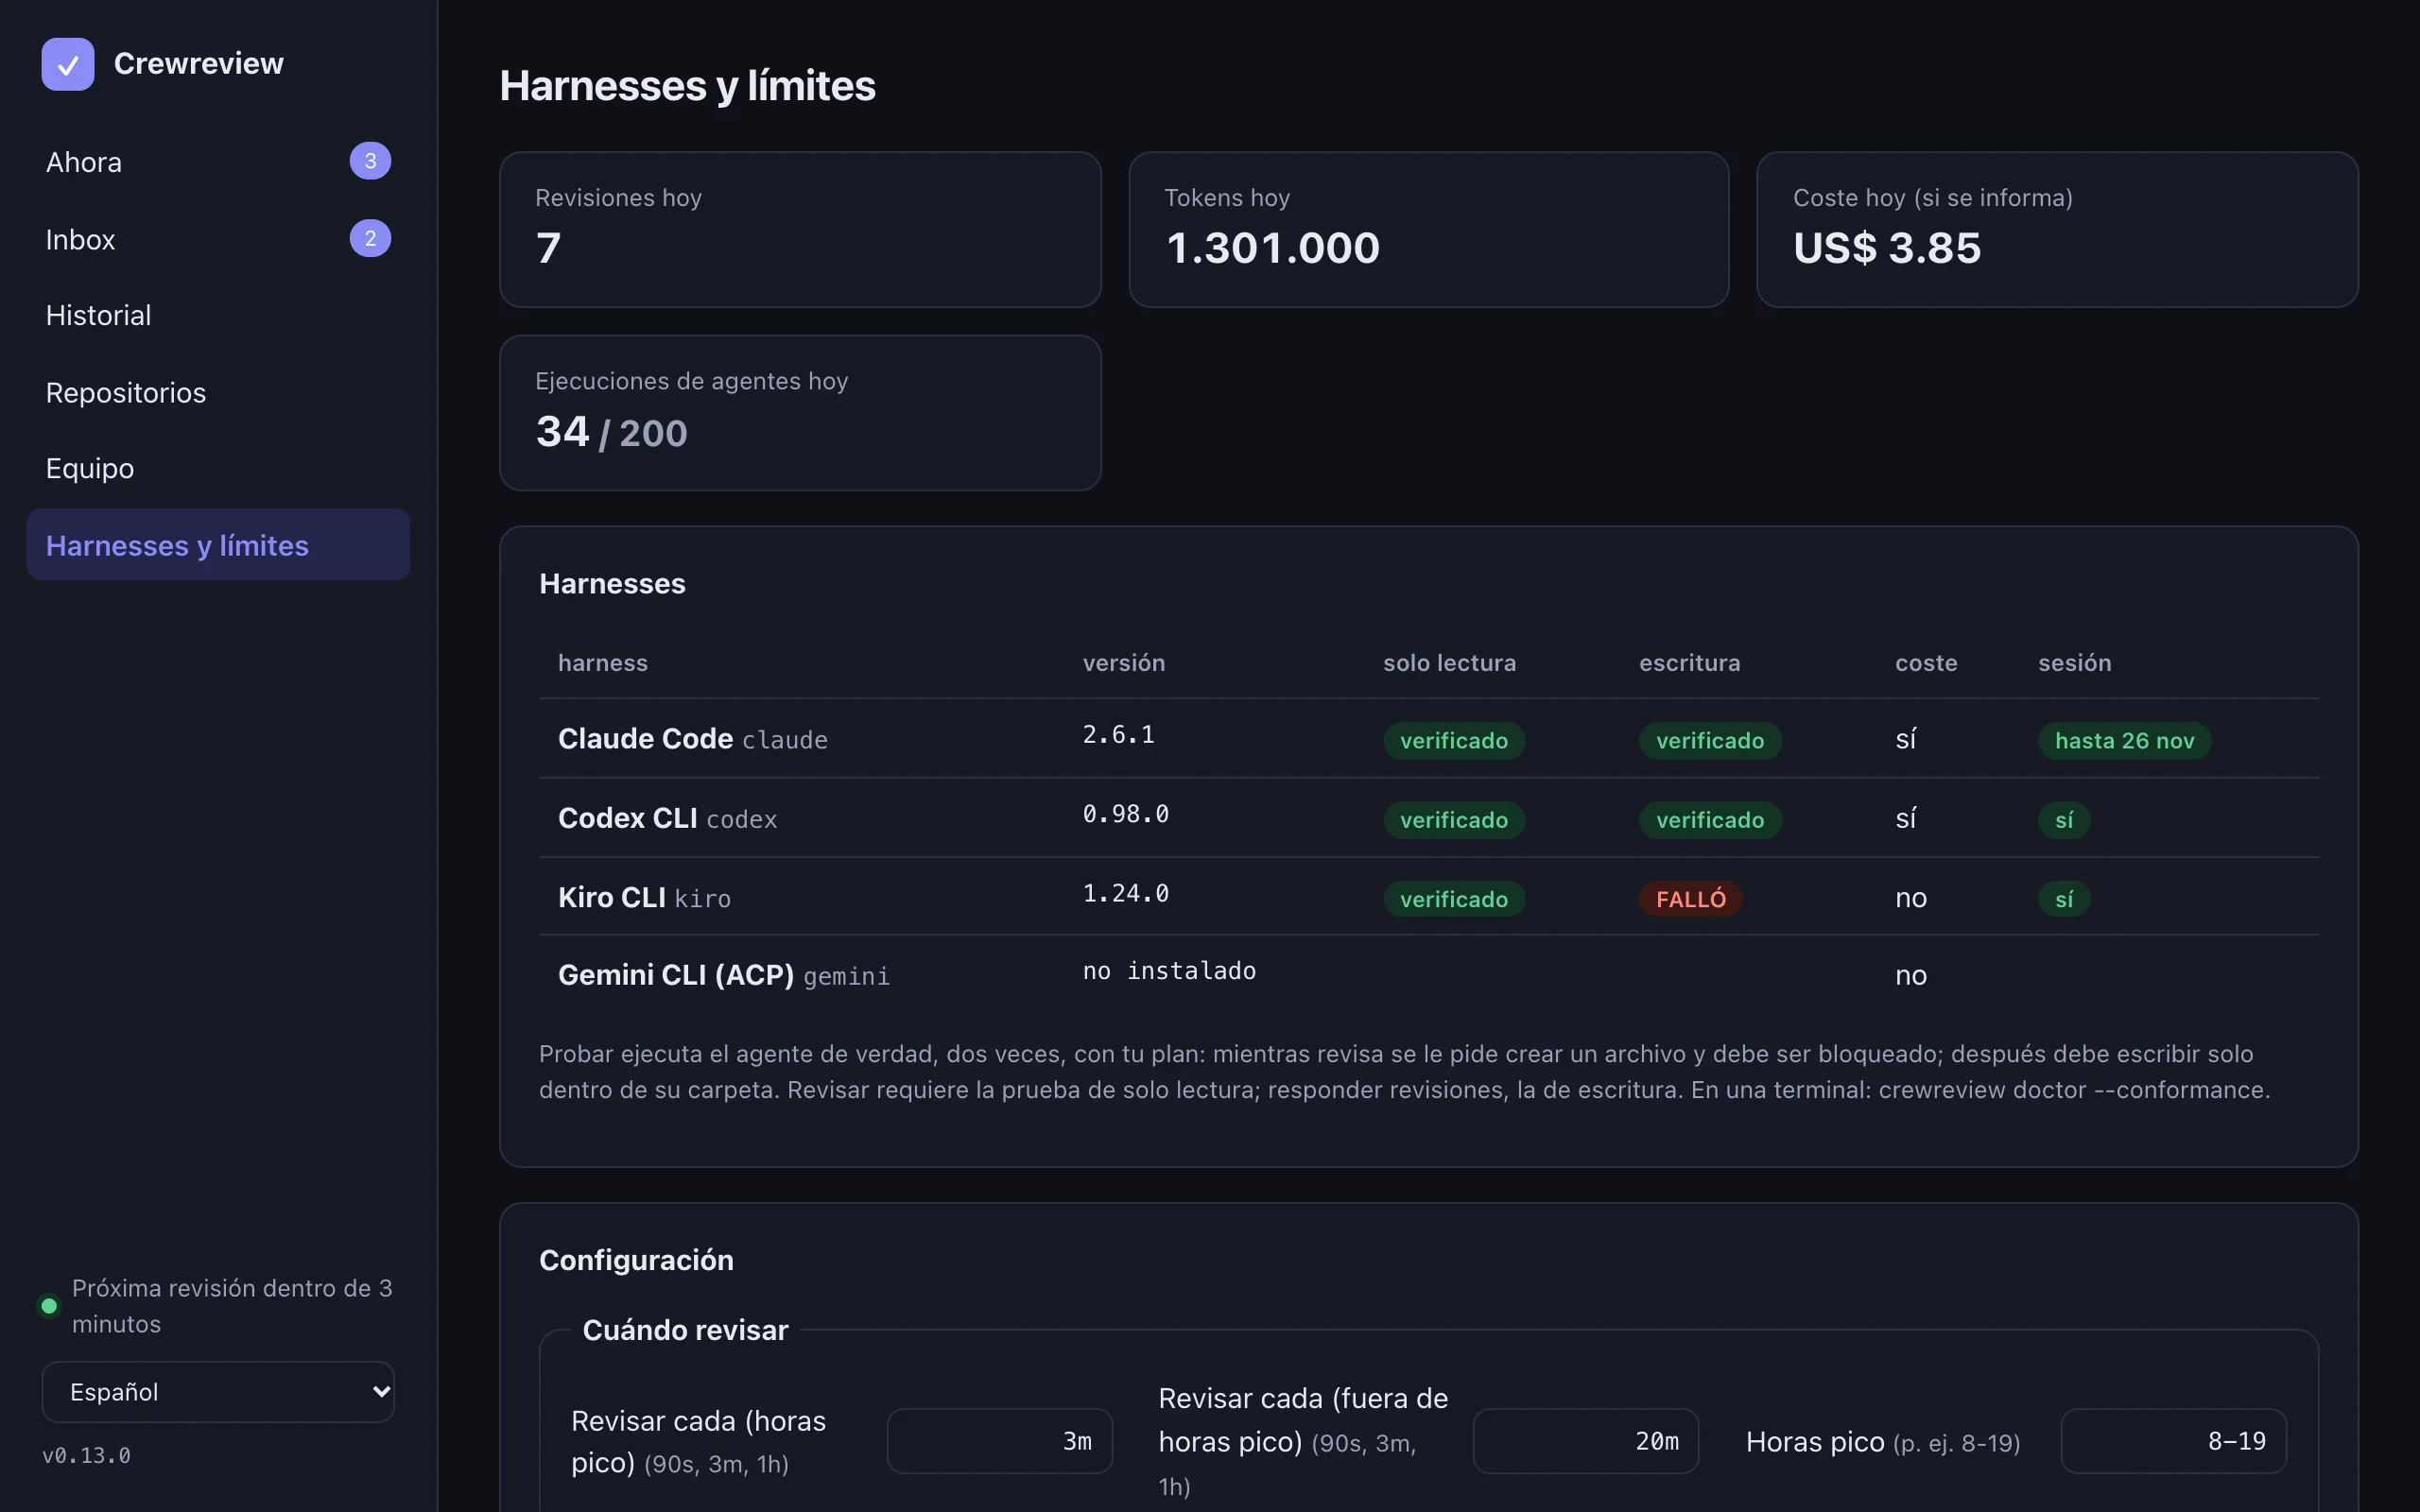 Crewreview
Ahora 3
Inbox 2
Historial
Repositorios
Equipo
Harnesses y límites
Próxima revisión dentro de 3
minutos
Español
v0.13.0
Harnesses y límites
Revisiones hoy
7
Tokens hoy
1.301.000
Coste hoy (si se informa)
US$ 3.85
Ejecuciones de agentes hoy
34 / 200
Harnesses
harness versión solo lectura escritura coste sesión
Claude Code claude 2.6.1 verificado verificado sí hasta 26 nov
Codex CLI codex 0.98.0 verificado verificado sí sí
Kiro CLI kiro 1.24.0 verificado FALLÓ no sí
Gemini CLI (ACP) gemini no instalado no
Probar ejecuta el agente de verdad, dos veces, con tu plan: mientras revisa se le pide crear un archivo y debe ser bloqueado; después debe escribir solo
dentro de su carpeta. Revisar requiere la prueba de solo lectura; responder revisiones, la de escritura. En una terminal: crewreview doctor --conformance.
Configuración
Cuándo revisar
Revisar cada (horas
pico) (90s, 3m, 1h)
3m
Revisar cada (fuera de
horas pico) (90s, 3m,
1h)
20m
Horas pico (p. ej. 8-19)
8–19